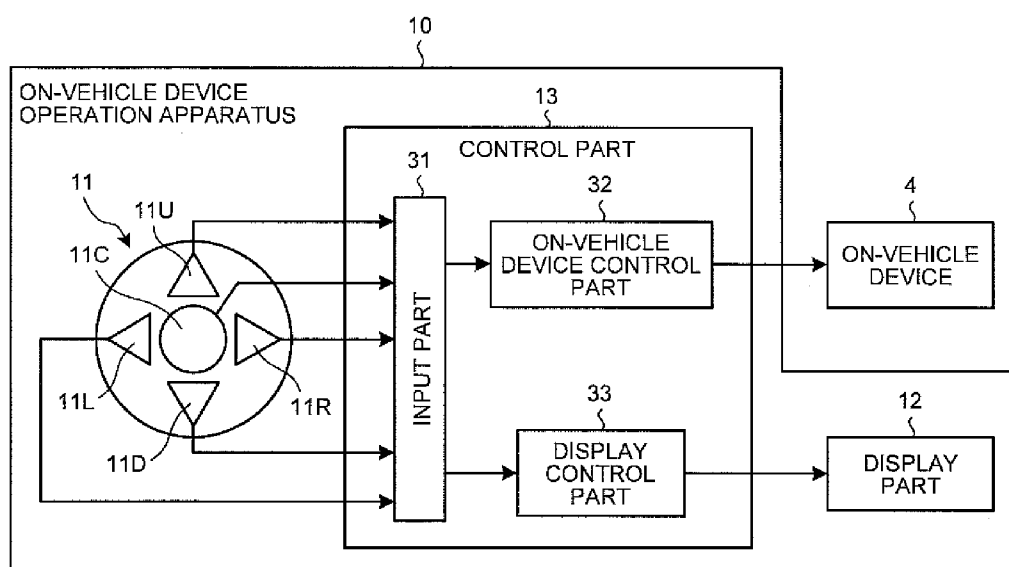 10
ON-VEHICLE DEVICE
OPERATION APPARATUS
13
CONTROL PART
31
32
4
11
11U
11C
ON-VEHICLE
DEVICE CONTROL
PART
ON-VEHICLE
DEVICE
INPUT PART
11L
11R
11D
33
12
DISPLAY
CONTROL
PART
DISPLAY
PART